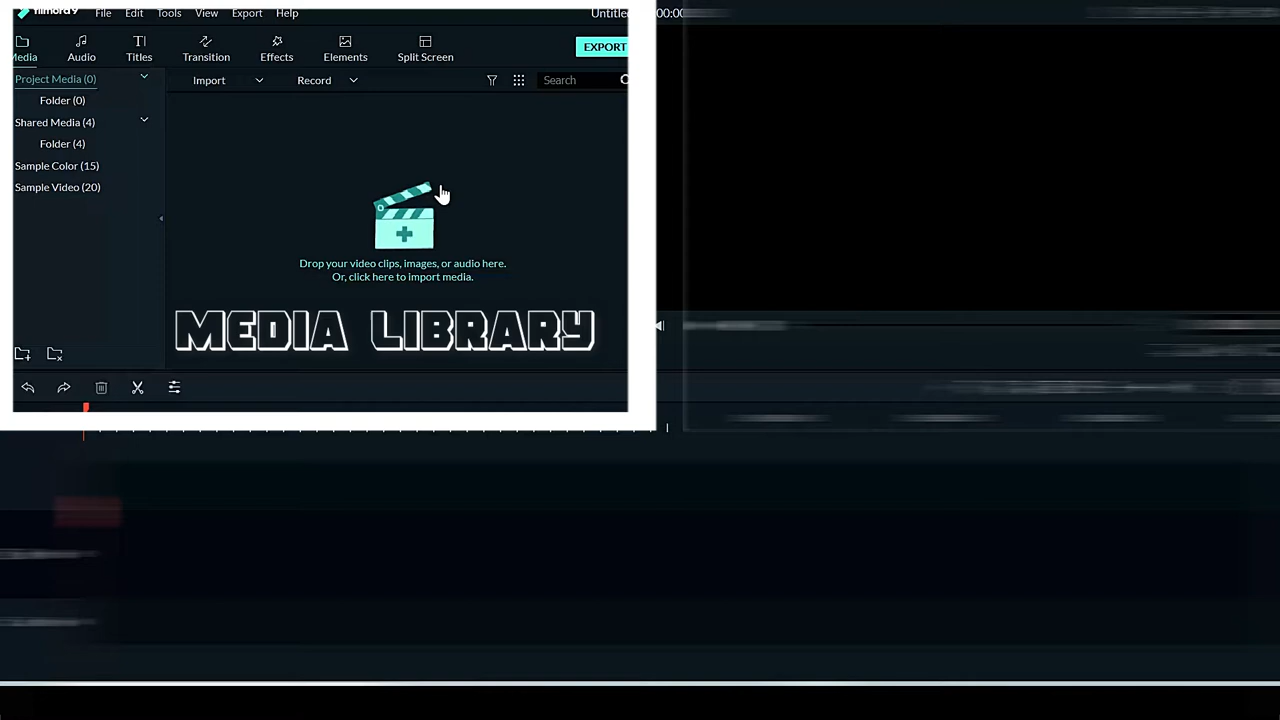 filmora9 File Edit Tools View Export Help Untitle 00:00
Media Audio Titles Transition Effects Elements Split Screen EXPORT
Project Media (0) Import Record Search
Folder (0)
Shared Media (4)
Folder (4)
Sample Color (15)
Sample Video (20)
Drop your video clips, images, or audio here.
Or, click here to import media.
MEDIA LIBRARY